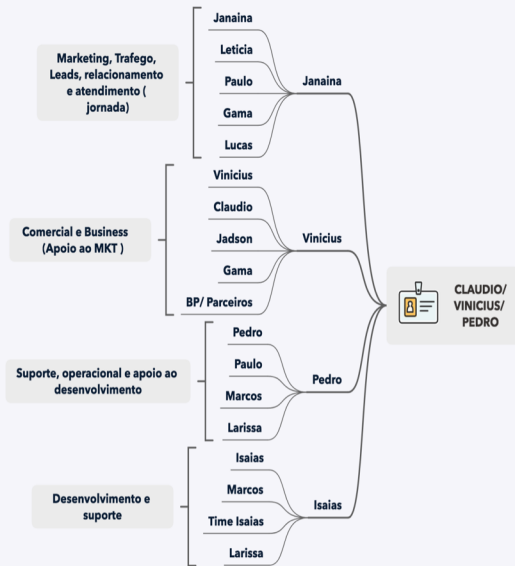 Marketing, Trafego,
Leads, relacionamento
e atendimento (
jornada)
Janaina
Leticia
Paulo
Gama
Lucas
Janaina
Comercial e Business
(Apoio ao MKT )
Vinicius
Claudio
Jadson
Gama
BP/ Parceiros
Vinicius
CLAUDIO/
VINICIUS/
PEDRO
Suporte, operacional e apoio ao
desenvolvimento
Pedro
Paulo
Marcos
Larissa
Pedro
Desenvolvimento e
suporte
Isaias
Marcos
Time Isaias
Larissa
Isaias